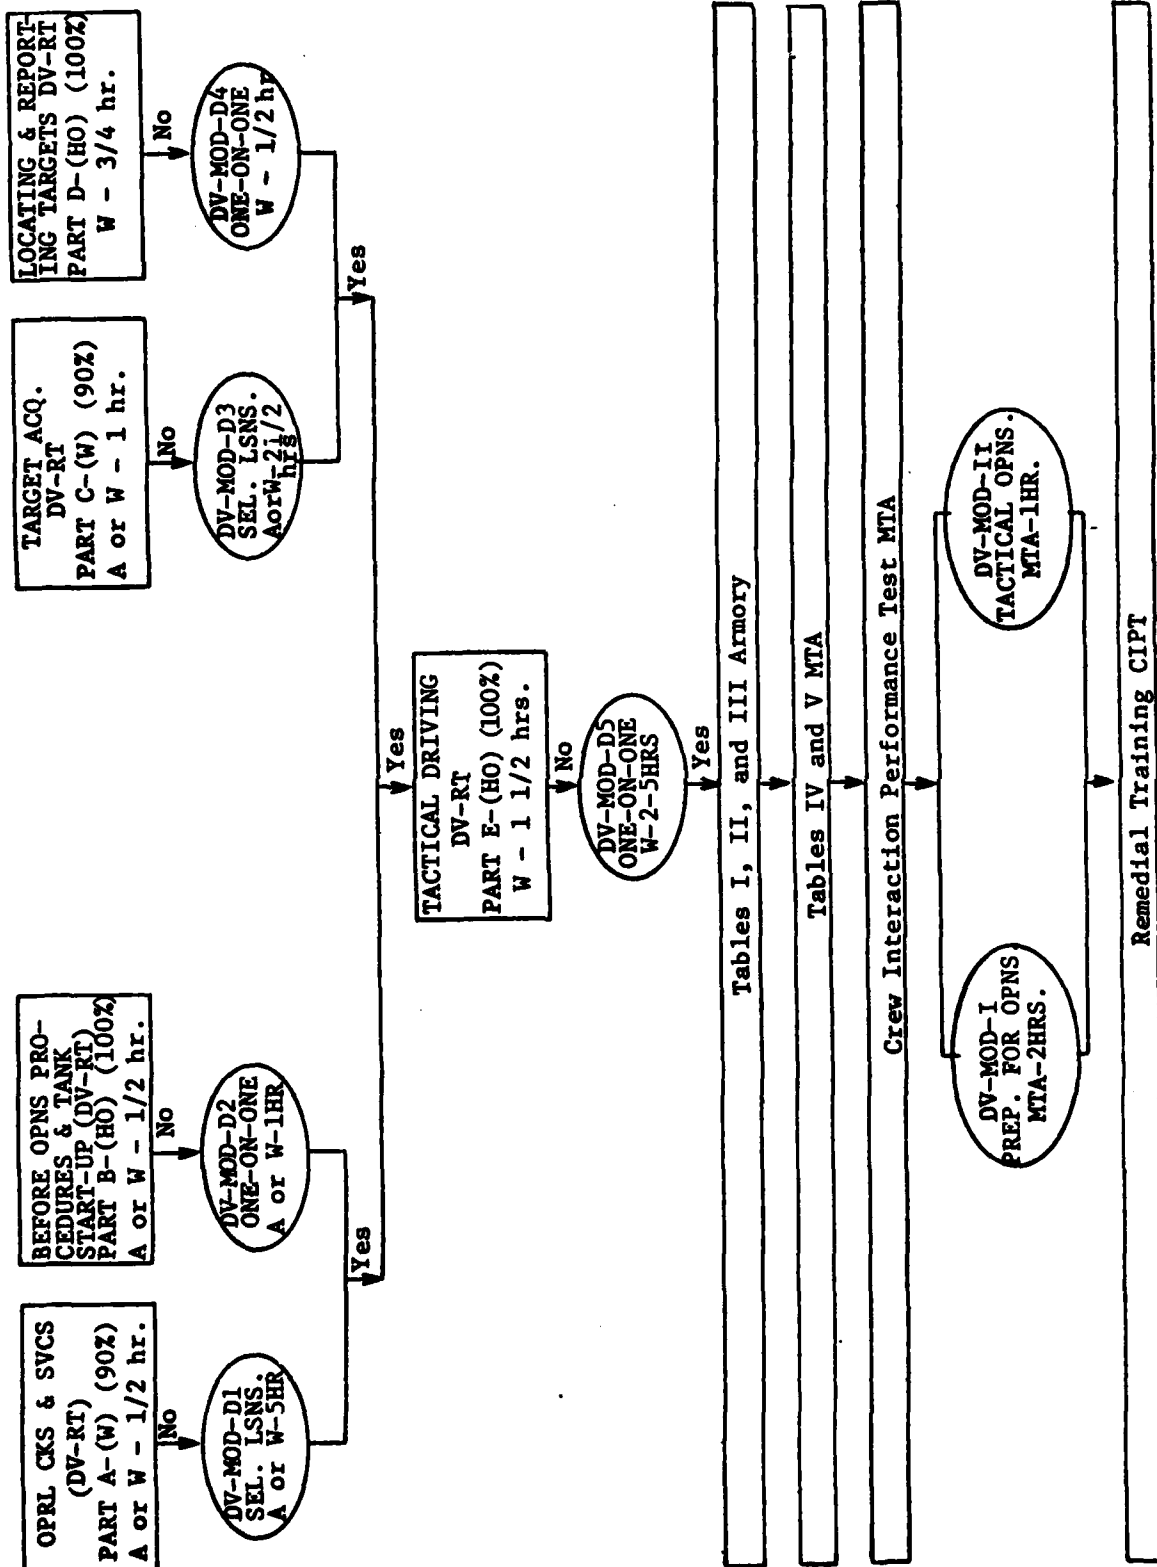 OPRL CKS & SVCS
(DV-RT)
PART A-(W) (90%)
A or W - 1/2 hr.
No
DV-MOD-D1
SEL. LSNS.
A or W-5HR
BEFORE OPNS PRO-
CEDURES & TANK
START-UP (DV-RT)
PART B-(HO) (100%)
A or W - 1/2 hr.
No
DV-MOD-D2
ONE-ON-ONE
A or W-1HR
Yes
TARGET ACQ.
DV-RT
PART C-(W) (90%)
A or W - 1 hr.
No
DV-MOD-D3
SEL. LSNS.
AorW-2 1/2
hrs
LOCATING & REPORT-
ING TARGETS DV-RT
PART D-(HO) (100%)
W - 3/4 hr.
No
DV-MOD-D4
ONE-ON-ONE
W - 1/2 hr
Yes
Yes
TACTICAL DRIVING
DV-RT
PART E-(HO) (100%)
W - 1 1/2 hrs.
No
DV-MOD-D5
ONE-ON-ONE
W-2-5HRS
Yes
Tables I, II, and III Armory
Tables IV and V MTA
Crew Interaction Performance Test MTA
DV-MOD-I
PREP. FOR OPNS.
MTA-2HRS.
DV-MOD-II
TACTICAL OPNS.
MTA-1HR.
Remedial Training CIPT